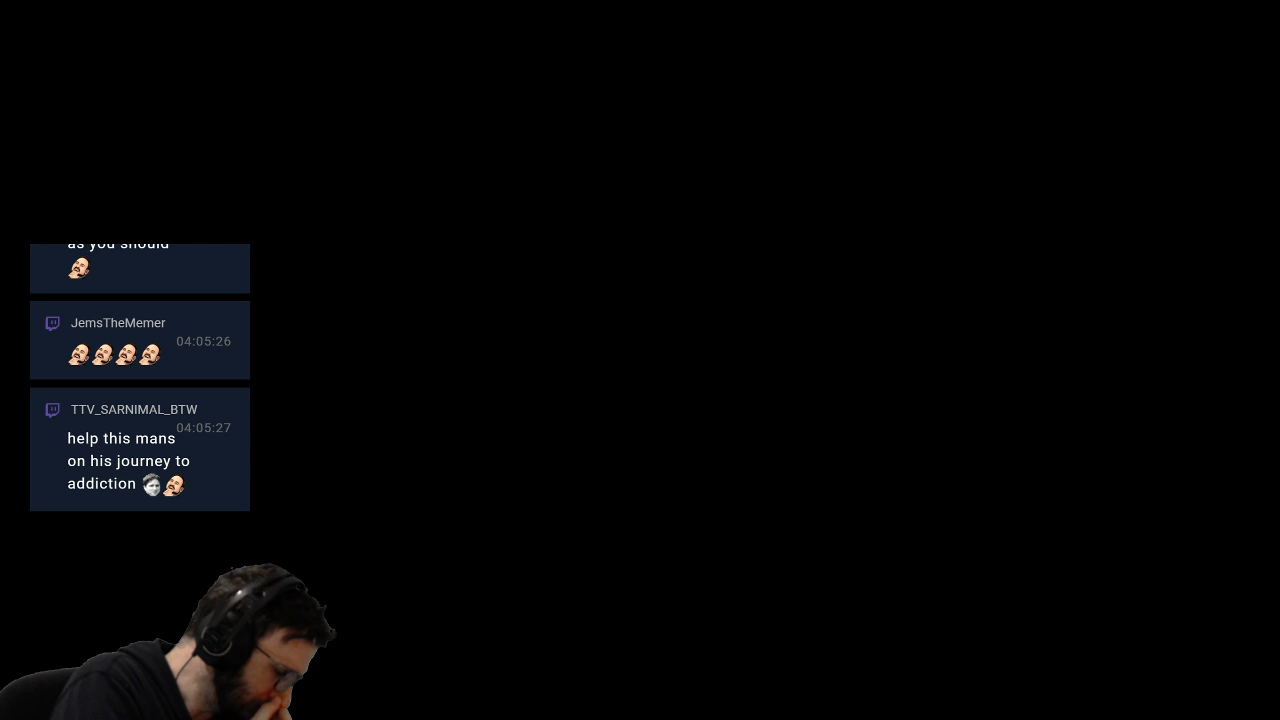 as you should
JemsTheMemer
04:05:26
TTV_SARNIMAL_BTW
04:05:27
help this mans
on his journey to
addiction